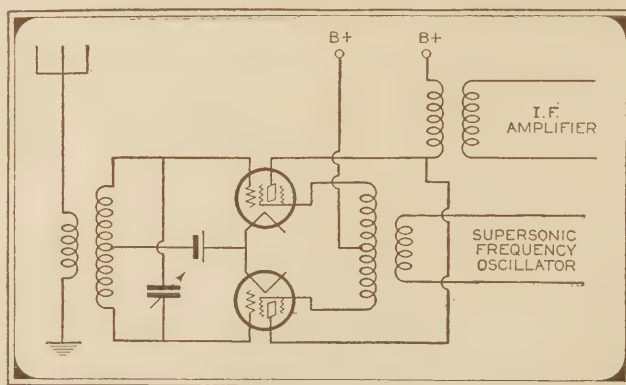 B+ B+
I.F.
AMPLIFIER
SUPERSONIC
FREQUENCY
OSCILLATOR